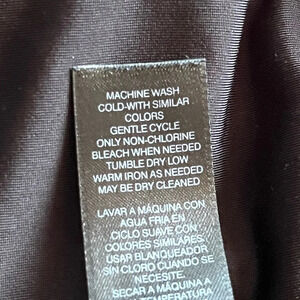 MACHINE WASH
COLD-WITH SIMILAR
COLORS
GENTLE CYCLE
ONLY NON-CHLORINE
BLEACH WHEN NEEDED
TUMBLE DRY LOW
WARM IRON AS NEEDED
MAY BE DRY CLEANED
LAVAR A MÁQUINA CON
AGUA FRIA EN
CICLO SUAVE CON
COLORES SIMILARES.
USAR BLANQUEADOR
SIN CLORO CUANDO SE
NECESITE.
SECAR A MÁQUINA A
TEMPERATURA